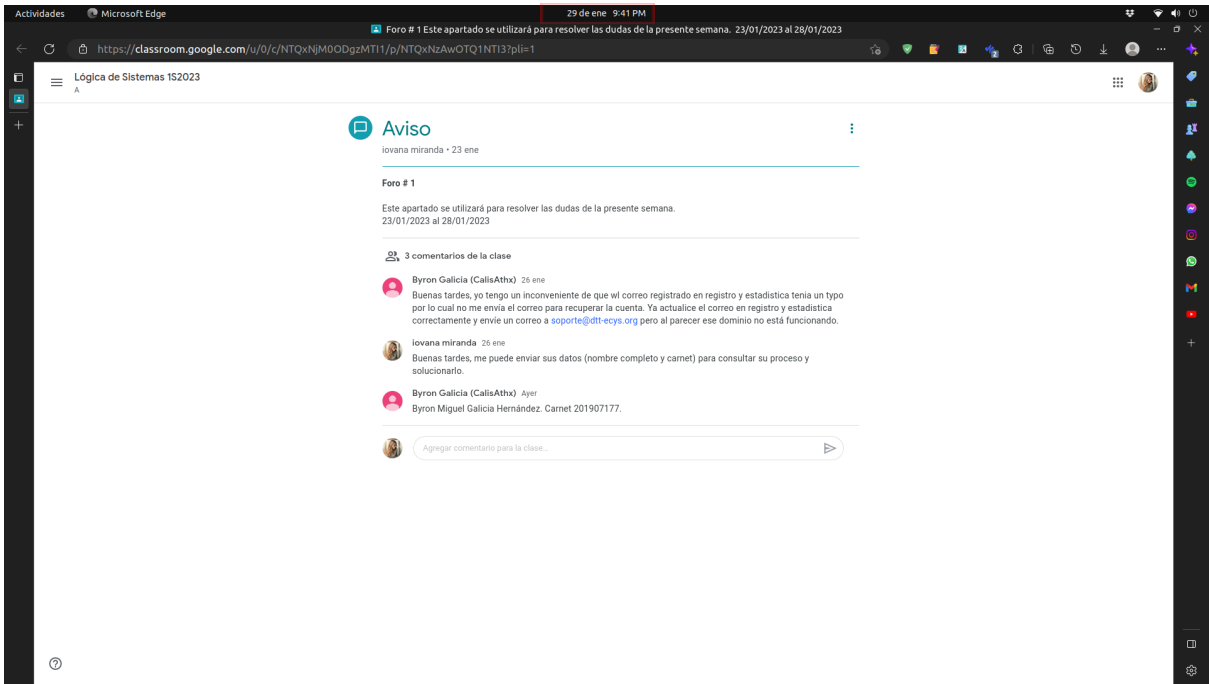 Actividades
Microsoft Edge
29 de ene 9:41 PM
Foro # 1 Este apartado se utilizará para resolver las dudas de la presente semana. 23/01/2023 al 28/01/2023
https://classroom.google.com/u/0/c/NTQxNjM0ODgzMTI1/p/NTQxNzAwOTQ1NTI3?pli=1
2
Lógica de Sistemas 1S2023
A
Aviso
iovana miranda • 23 ene
Foro # 1
Este apartado se utilizará para resolver las dudas de la presente semana.
23/01/2023 al 28/01/2023
3 comentarios de la clase
Byron Galicia (CalisAthx) 26 ene
Buenas tardes, yo tengo un inconveniente de que wl correo registrado en registro y estadistica tenia un typo
por lo cual no me envía el correo para recuperar la cuenta. Ya actualice el correo en registro y estadistica
correctamente y envíe un correo a soporte@dtt-ecys.org pero al parecer ese dominio no está funcionando.
iovana miranda 26 ene
Buenas tardes, me puede enviar sus datos (nombre completo y carnet) para consultar su proceso y
solucionarlo.
Byron Galicia (CalisAthx) Ayer
Byron Miguel Galicia Hernández. Carnet 201907177.
Agregar comentario para la clase...